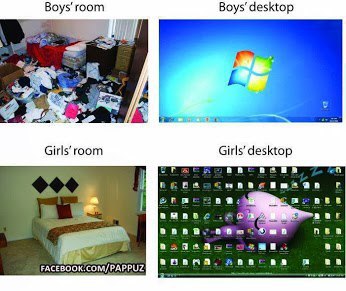 Boys' room
Boys' desktop
Girls' room
Girls' desktop
FACEBOOK.COM/PAPPUZ